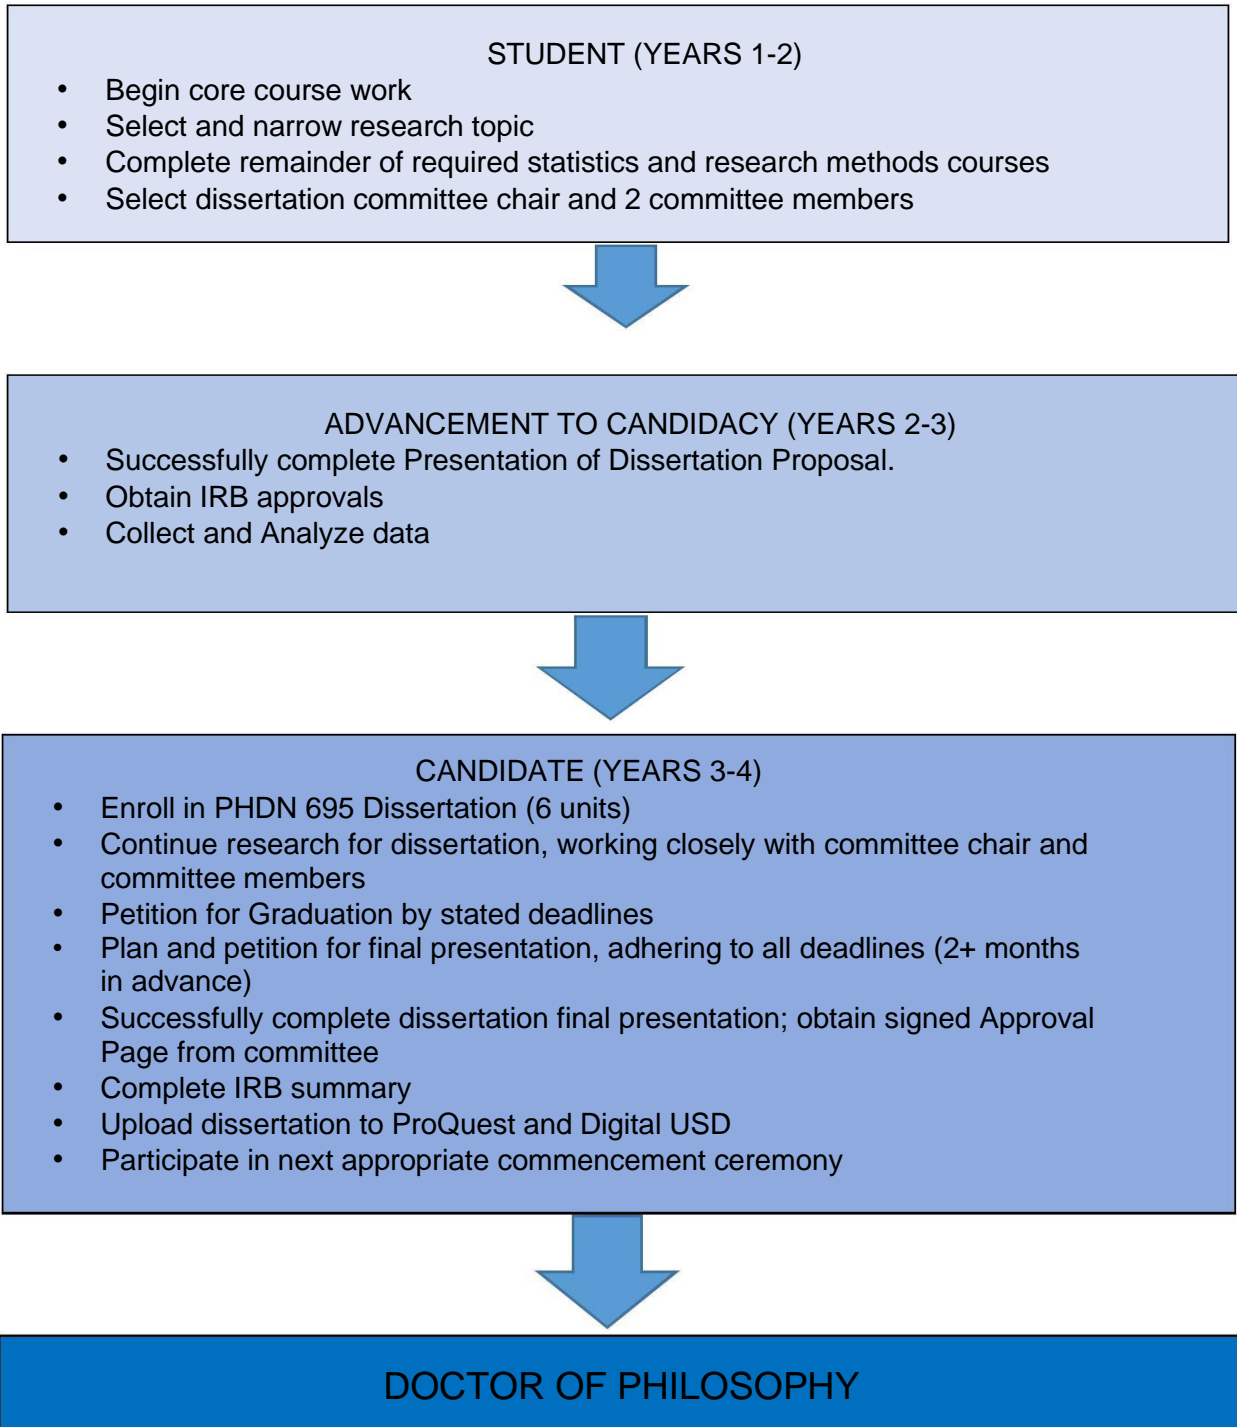 STUDENT (YEARS 1-2)
• Begin core course work
• Select and narrow research topic
• Complete remainder of required statistics and research methods courses
• Select dissertation committee chair and 2 committee members
ADVANCEMENT TO CANDIDACY (YEARS 2-3)
• Successfully complete Presentation of Dissertation Proposal.
• Obtain IRB approvals
• Collect and Analyze data
CANDIDATE (YEARS 3-4)
• Enroll in PHDN 695 Dissertation (6 units)
• Continue research for dissertation, working closely with committee chair and
committee members
• Petition for Graduation by stated deadlines
• Plan and petition for final presentation, adhering to all deadlines (2+ months
in advance)
• Successfully complete dissertation final presentation; obtain signed Approval
Page from committee
• Complete IRB summary
• Upload dissertation to ProQuest and Digital USD
• Participate in next appropriate commencement ceremony
DOCTOR OF PHILOSOPHY